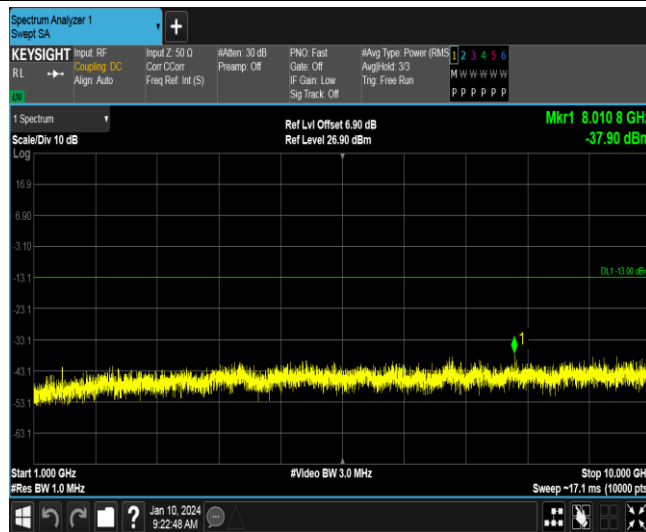 Spectrum Analyzer 1
Swept SA
+
KEYSIGHT
RL
Input: RF
Coupling: DC
Align: Auto
Input Z: 50 Ω
Corr CCorr
Freq Ref: Int (S)
#Atten: 30 dB
Preamp: Off
PNO: Fast
Gate: Off
IF Gain: Low
Sig Track: Off
#Avg Type: Power (RMS
Avg|Hold: 3/3
Trig: Free Run
1 2 3 4 5 6
M W W W W W
P P P P P P
1 Spectrum
Scale/Div 10 dB
Ref Lvl Offset 6.90 dB
Ref Level 26.90 dBm
Mkr1 8.010 8 GHz
-37.90 dBm
Log
16.9
6.90
-3.10
-13.1
-23.1
-33.1
-43.1
-53.1
-63.1
DL1 -13.00 dBm
1
Start 1.000 GHz
#Res BW 1.0 MHz
#Video BW 3.0 MHz
Stop 10.000 GHz
Sweep ~17.1 ms (10000 pts)
?
Jan 10, 2024
9:22:48 AM